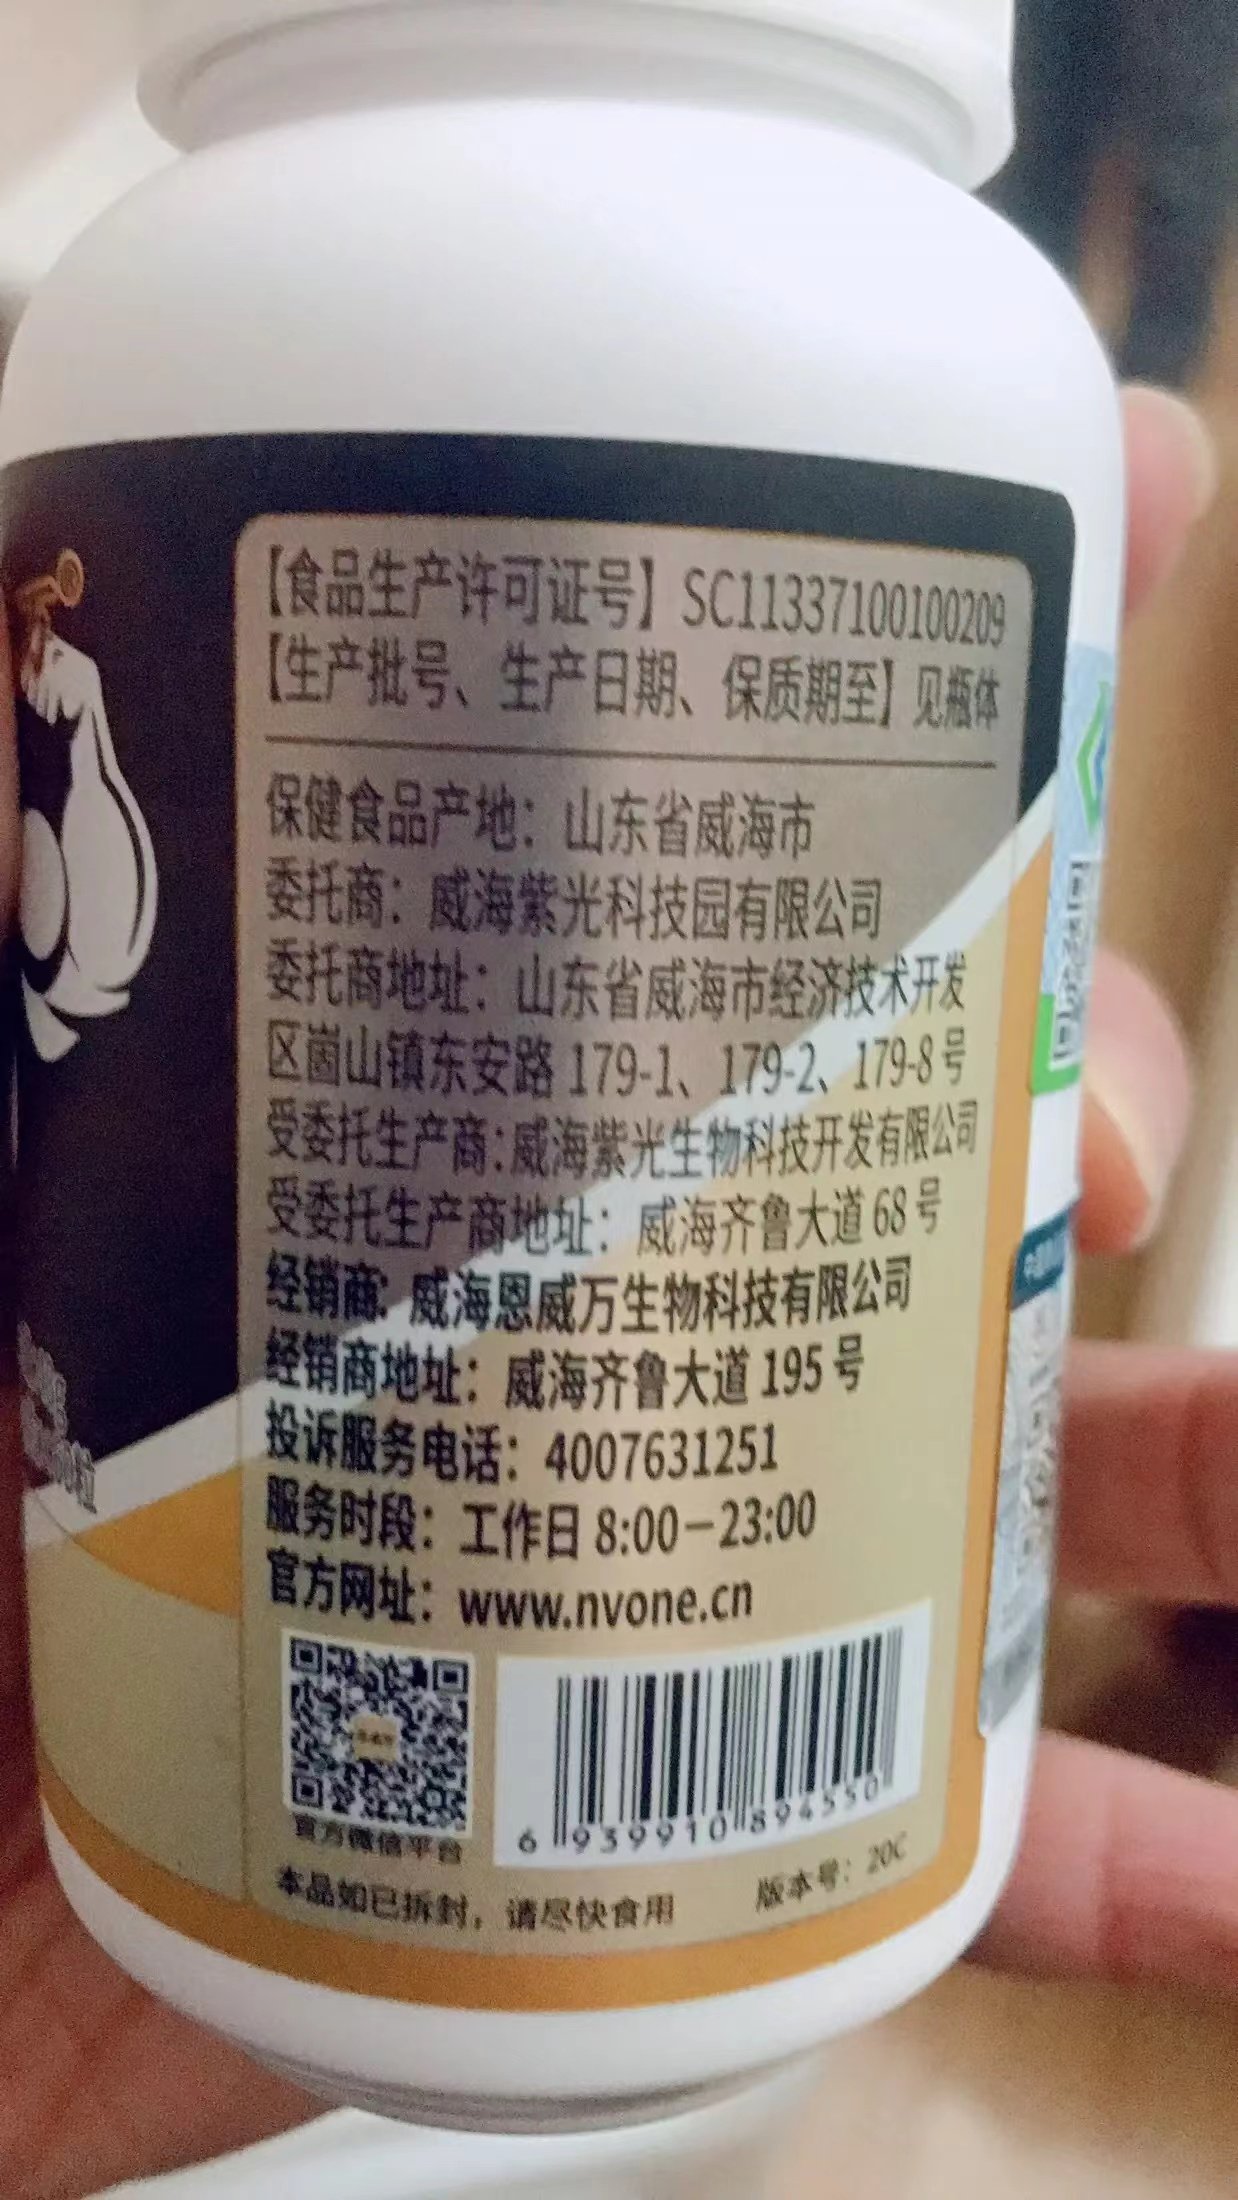 【食品生产许可证号】SC11337100100209
【生产批号、生产日期、保质期至】见瓶体
保健食品产地：山东省威海市
委托商：威海紫光科技园有限公司
委托商地址：山东省威海市经济技术开发
区崮山镇东安路 179-1、179-2、179-8 号
受委托生产商：威海紫光生物科技开发有限公司
受委托生产商地址：威海齐鲁大道 68 号
经销商：威海恩威万生物科技有限公司
经销商地址：威海齐鲁大道 195 号
投诉服务电话：4007631251
服务时段：工作日 8:00－23:00
官方网址：www.nvone.cn
6 939910 894550
官方微信平台
本品如已拆封，请尽快食用
版本号：20C